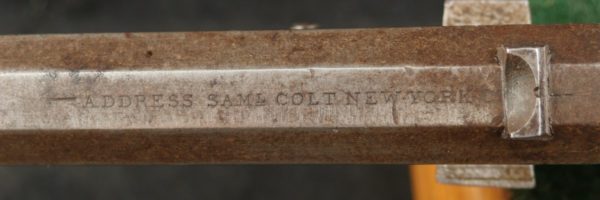 — ADDRESS SAML COLT NEW-YORK —